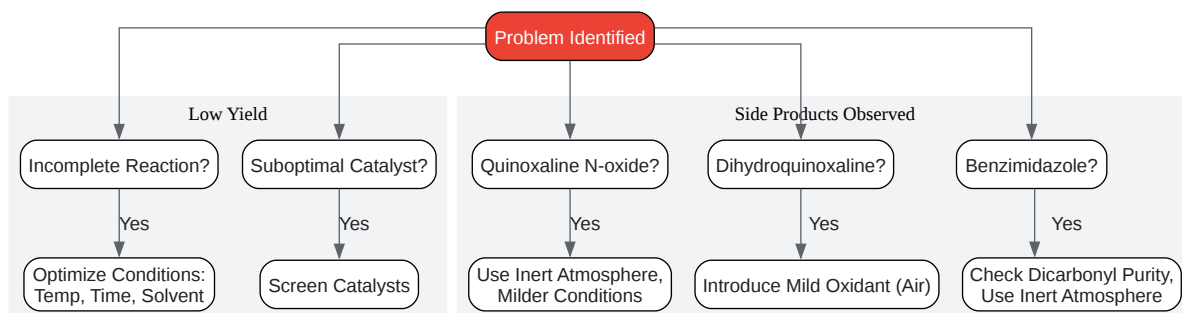 Problem Identified
Low Yield
Side Products Observed
Incomplete Reaction?
Suboptimal Catalyst?
Quinoxaline N-oxide?
Dihydroquinoxaline?
Benzimidazole?
Yes
Yes
Yes
Yes
Yes
Optimize Conditions:
Temp, Time, Solvent
Screen Catalysts
Use Inert Atmosphere,
Milder Conditions
Introduce Mild Oxidant (Air)
Check Dicarbonyl Purity,
Use Inert Atmosphere